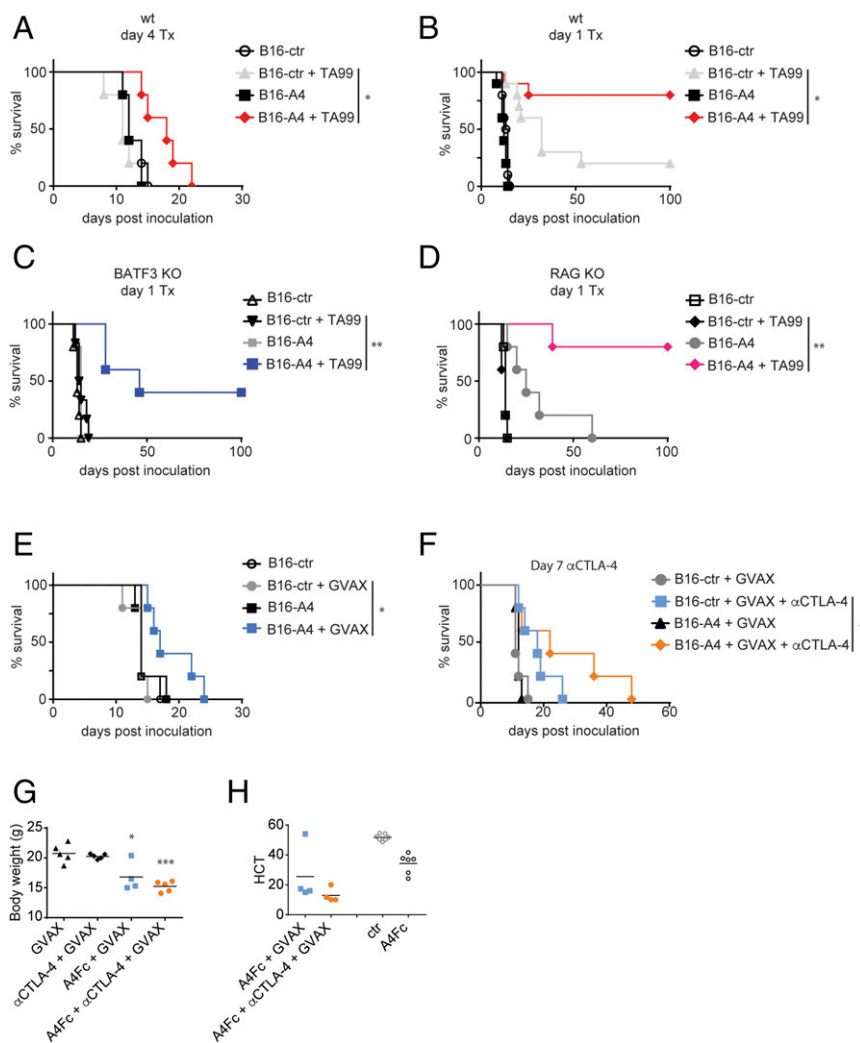 A
wt
day 4 Tx
B16-ctr
B16-ctr + TA99
B16-A4
B16-A4 + TA99
*
100
50
0
% survival
0
10
20
30
days post inoculation
B
wt
day 1 Tx
B16-ctr
B16-ctr + TA99
B16-A4
B16-A4 + TA99
*
100
50
0
% survival
0
50
100
days post inoculation
C
BATF3 KO
day 1 Tx
B16-ctr
B16-ctr + TA99
B16-A4
B16-A4 + TA99
**
100
50
0
% survival
0
50
100
days post inoculation
D
RAG KO
day 1 Tx
B16-ctr
B16-ctr + TA99
B16-A4
B16-A4 + TA99
**
100
50
0
% survival
0
50
100
days post inoculation
E
B16-ctr
B16-ctr + GVAX
B16-A4
B16-A4 + GVAX
*
100
50
0
% survival
0
10
20
30
days post inoculation
F
Day 7 αCTLA-4
B16-ctr + GVAX
B16-ctr + GVAX + αCTLA-4
B16-A4 + GVAX
B16-A4 + GVAX + αCTLA-4
100
50
0
% survival
0
20
40
60
days post inoculation
G
Body weight (g)
25
20
15
10
*
***
GVAX
αCTLA-4 + GVAX
A4Fc + GVAX
A4Fc + αCTLA-4 + GVAX
H
HCT
60
40
20
0
A4Fc + GVAX
A4Fc + αCTLA-4 + GVAX
ctr
A4Fc